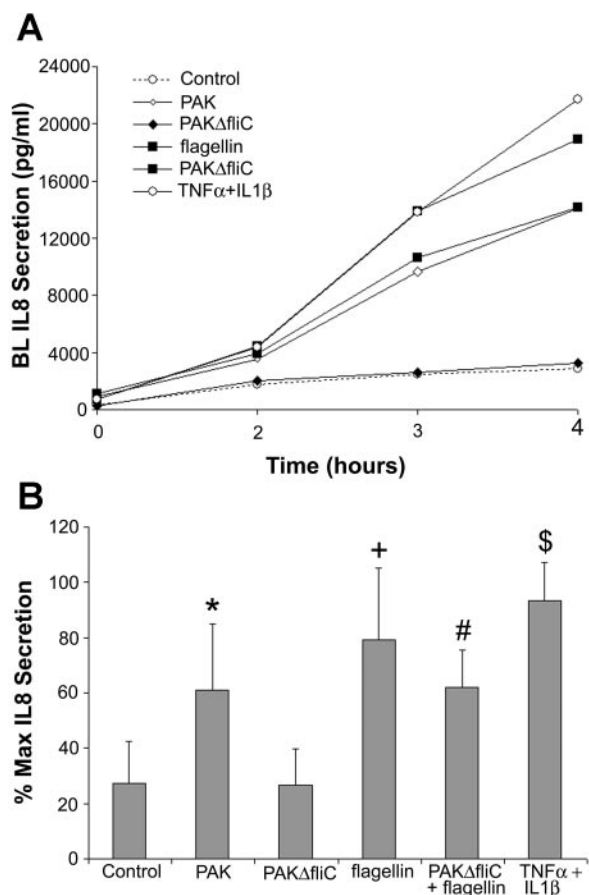 A
24000
20000
16000
12000
8000
4000
0
BL IL8 Secretion (pg/ml)
Control
PAK
PAKΔfliC
flagellin
PAKΔfliC
TNFα+IL1β
0 2 3 4
Time (hours)
B
120
100
80
60
40
20
0
% Max IL8 Secretion
*
+
#
$
Control PAK PAKΔfliC flagellin PAKΔfliC TNFα +
+ flagellin IL1β